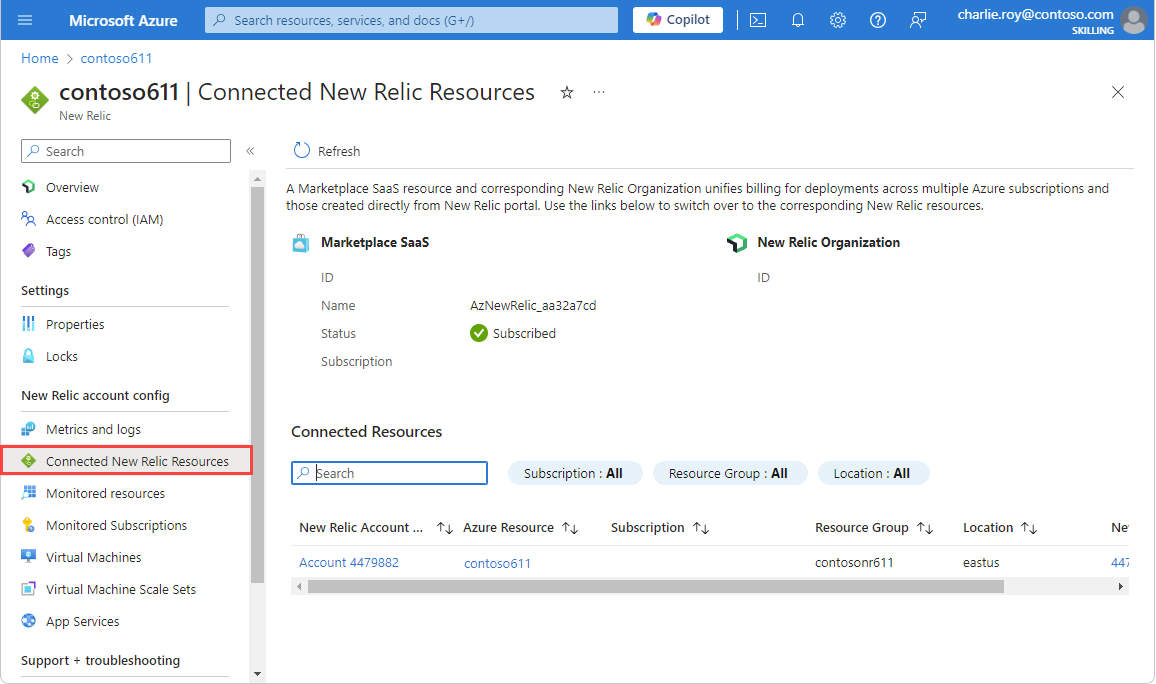 Microsoft Azure
Search resources, services, and docs (G+/)
Copilot
charlie.roy@contoso.com
SKILLING
Home > contoso611
contoso611 | Connected New Relic Resources
New Relic
Search
Refresh
Overview
Access control (IAM)
Tags
Settings
Properties
Locks
New Relic account config
Metrics and logs
Connected New Relic Resources
Monitored resources
Monitored Subscriptions
Virtual Machines
Virtual Machine Scale Sets
App Services
Support + troubleshooting
A Marketplace SaaS resource and corresponding New Relic Organization unifies billing for deployments across multiple Azure subscriptions and
those created directly from New Relic portal. Use the links below to switch over to the corresponding New Relic resources.
Marketplace SaaS
ID
Name AzNewRelic_aa32a7cd
Status Subscribed
Subscription
New Relic Organization
ID
Connected Resources
Search
Subscription : All
Resource Group : All
Location : All
New Relic Account ... Azure Resource Subscription Resource Group Location Ne
Account 4479882 contoso611 contosonr611 eastus 447